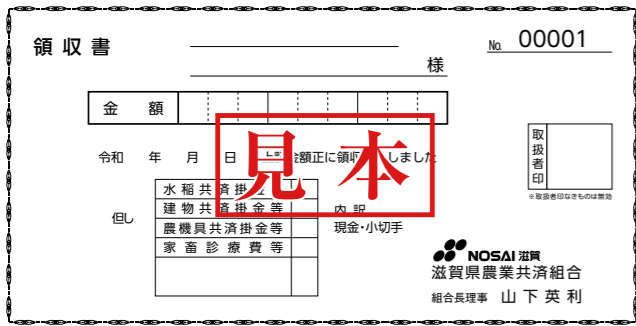 領収書
No. 00001
様
金額
令和 年 月 日 上記金額正に領収 しました
取扱者印
※取扱者印なきものは無効
見本
但し
水稲共済掛金
建物共済掛金等
農機具共済掛金等
家畜診療費等
内訳
現金・小切手
NOSAI 滋賀
滋賀県農業共済組合
組合長理事 山下英利